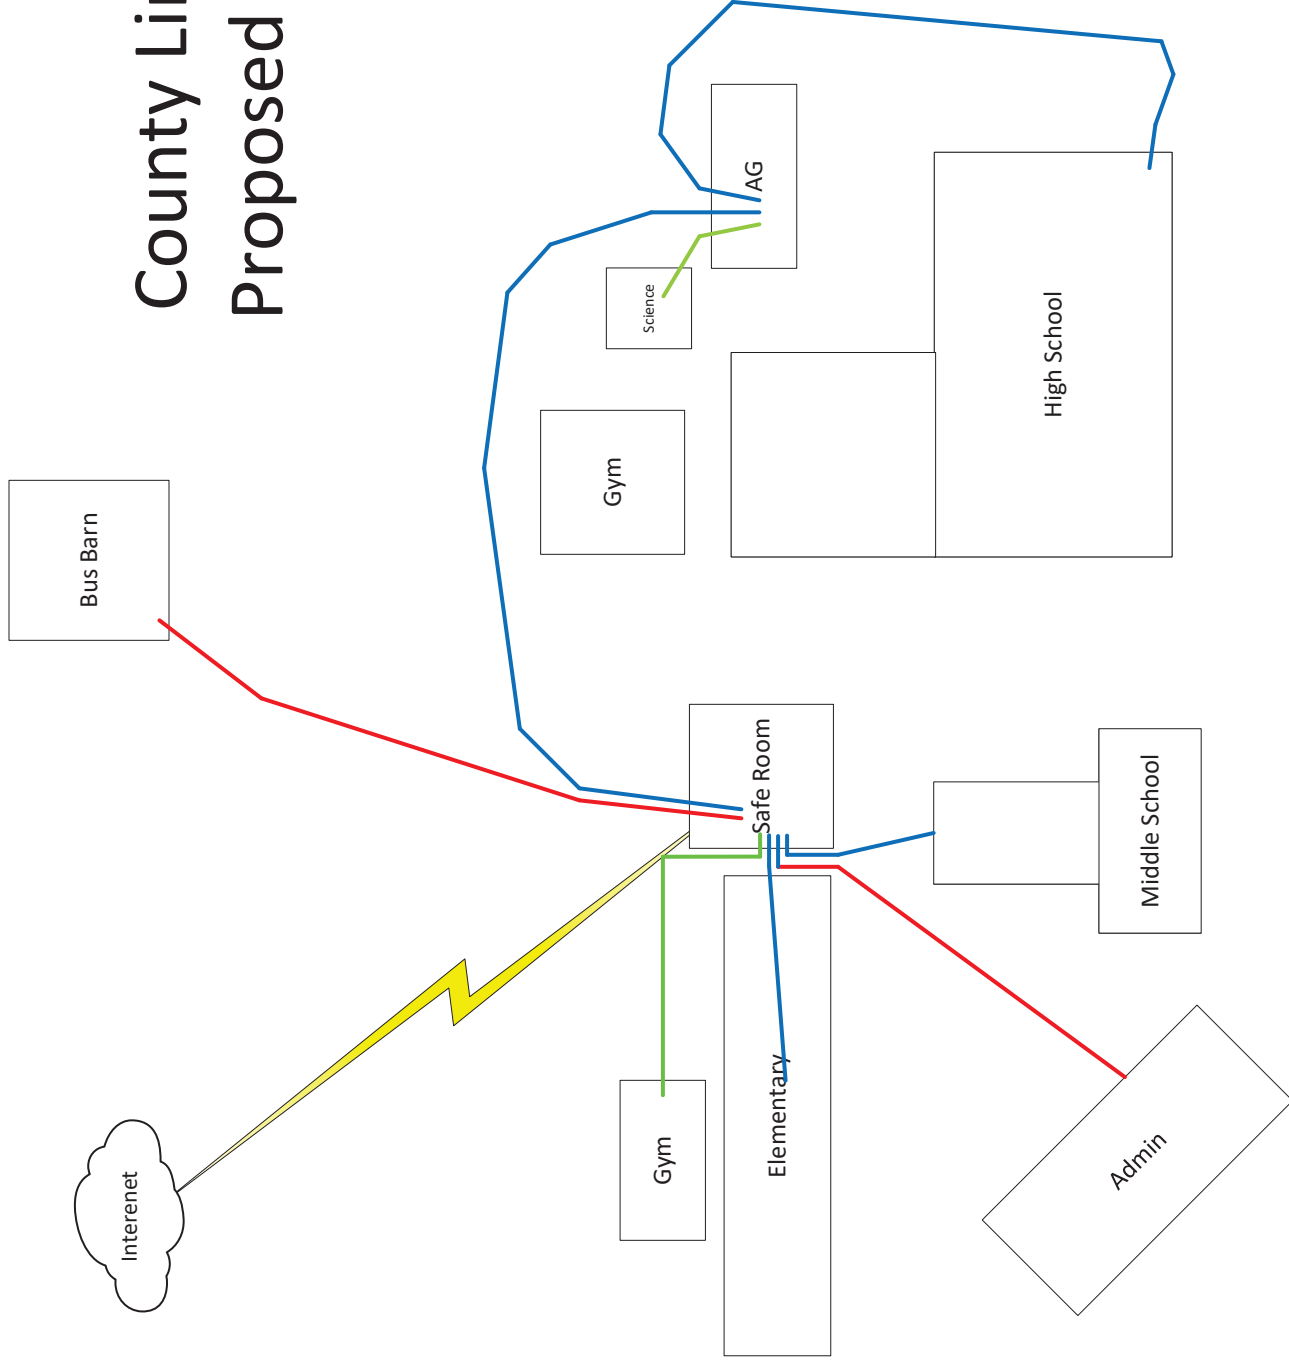 Interenet
Bus Barn
County Li
Proposed
Gym
Gym
Science
Elementary
Safe Room
AG
Admin
Middle School
High School